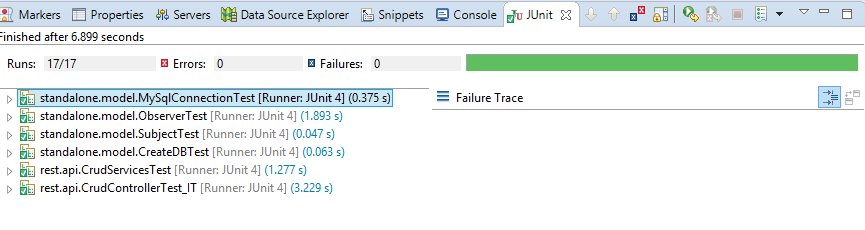 Markers Properties Servers Data Source Explorer Snippets Console JUnit
Finished after 6.899 seconds
Runs: 17/17 Errors: 0 Failures: 0
standalone.model.MySqlConnectionTest [Runner: JUnit 4] (0.375 s)
Failure Trace
standalone.model.ObserverTest [Runner: JUnit 4] (1.893 s)
standalone.model.SubjectTest [Runner: JUnit 4] (0.047 s)
standalone.model.CreateDBTest [Runner: JUnit 4] (0.063 s)
rest.api.CrudServicesTest [Runner: JUnit 4] (1.277 s)
rest.api.CrudControllerTest_IT [Runner: JUnit 4] (3.229 s)